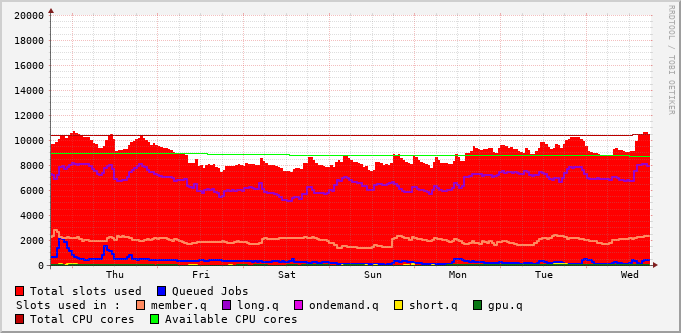 RRDTOOL / TOBI OETIKER
20000
18000
16000
14000
12000
10000
8000
6000
4000
2000
0
Thu Fri Sat Sun Mon Tue Wed
Total slots used Queued Jobs
Slots used in : member.q long.q ondemand.q short.q gpu.q
Total CPU cores Available CPU cores